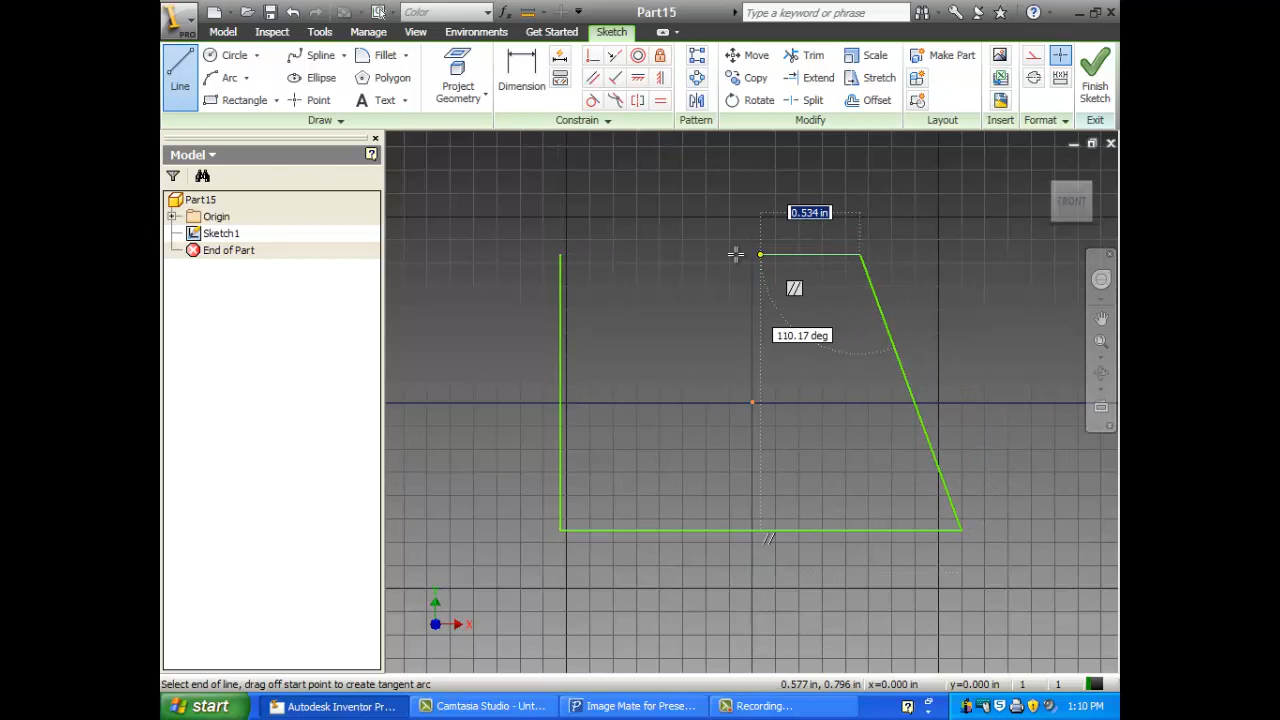 PRO
Color
Part15
Type a keyword or phrase
Model Inspect Tools Manage View Environments Get Started Sketch
Line
Circle Spline Fillet
Arc Ellipse Polygon
Rectangle Point Text
Project Geometry
Dimension
Move Trim Scale
Copy Extend Stretch
Rotate Split Offset
Make Part
Finish Sketch
Draw Constrain Pattern Modify Layout Insert Format Exit
Model
Part15
Origin
Sketch1
End of Part
0.534 in
110.17 deg
FRONT
X
Select end of line, drag off start point to create tangent arc
0.577 in, 0.796 in x=0.000 in y=0.000 in 1 1
start
Autodesk Inventor Pr...
Camtasia Studio - Unt...
Image Mate for Prese...
Recording...
1:10 PM